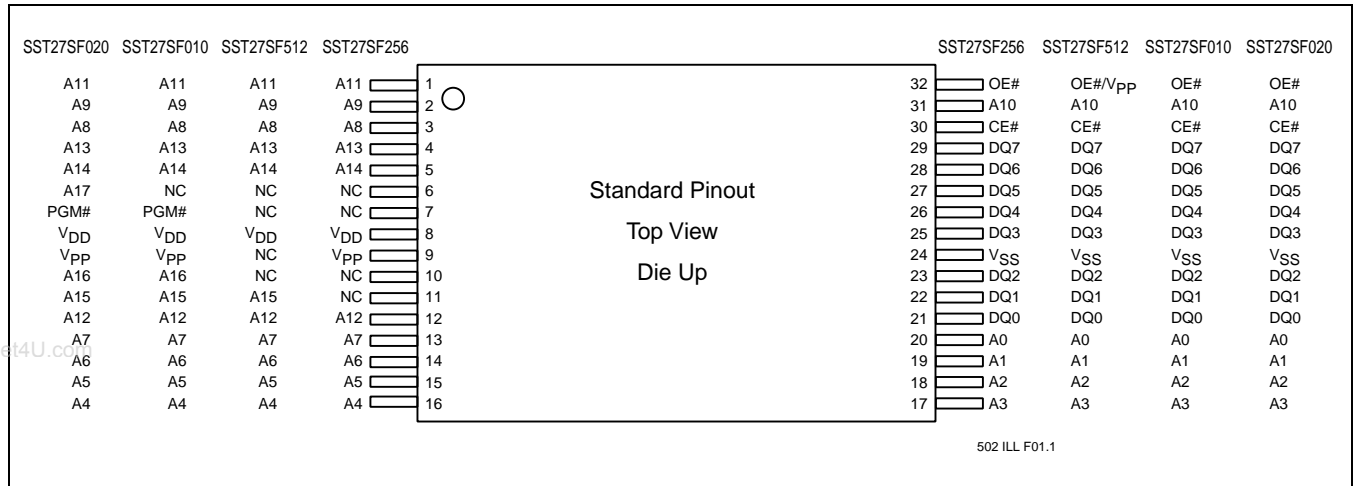 SST27SF020 SST27SF010 SST27SF512 SST27SF256 SST27SF256 SST27SF512 SST27SF010 SST27SF020
A11 A11 A11 A11 1 32 OE# OE#/VPP OE# OE#
A9 A9 A9 A9 2 31 A10 A10 A10 A10
A8 A8 A8 A8 3 30 CE# CE# CE# CE#
A13 A13 A13 A13 4 29 DQ7 DQ7 DQ7 DQ7
A14 A14 A14 A14 5 28 DQ6 DQ6 DQ6 DQ6
A17 NC NC NC 6 Standard Pinout 27 DQ5 DQ5 DQ5 DQ5
PGM# PGM# NC NC 7 26 DQ4 DQ4 DQ4 DQ4
VDD VDD VDD VDD 8 Top View 25 DQ3 DQ3 DQ3 DQ3
VPP VPP NC VPP 9 24 VSS VSS VSS VSS
A16 A16 NC NC 10 Die Up 23 DQ2 DQ2 DQ2 DQ2
A15 A15 A15 NC 11 22 DQ1 DQ1 DQ1 DQ1
A12 A12 A12 A12 12 21 DQ0 DQ0 DQ0 DQ0
A7 A7 A7 A7 13 20 A0 A0 A0 A0
et4U.com
A6 A6 A6 A6 14 19 A1 A1 A1 A1
A5 A5 A5 A5 15 18 A2 A2 A2 A2
A4 A4 A4 A4 16 17 A3 A3 A3 A3
502 ILL F01.1